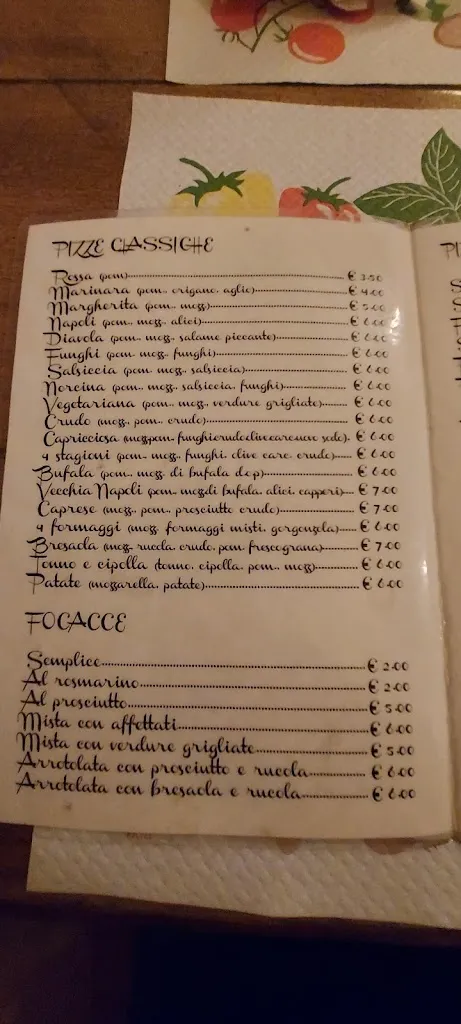 PIZZE CLASSICHE
Rossa (pom)........ € 3.50
Marinara (pom.. origano. aglio)........ € 4.00
Margherita (pom.. mozz)........ € 5.00
Napoli (pom.. mozz.. alici)........ € 6.00
Diavola (pom.. mozz.. salame piccante)........ € 6.00
Funghi (pom. mozz. funghi)........ € 6.00
Salsiccia (pom. mozz. salsiccia)........ € 6.00
Norcina (pom.. mozz.. salsiccia. funghi)........ € 6.00
Vegetariana (pom.. mozz.. verdure grigliate)........ € 6.00
Crudo (mozz.. pom.. crudo)........ € 6.00
Capricciosa € 6.00
4 stagioni (pom.. mozz.. funghi. olive care. crudo)........ € 6.00
Bufala (pom.. mozz. di bufala dop)........ € 6.00
Vecchia Napoli (pom.. mozz.di bufala. alici. capperi)..... € 7.00
Caprese (mozz.. pom.. prosciutto crudo)........ € 7.00
4 formaggi (mozz. formaggi misti. gorgonzola)...... € 6.00
Bresaola (mozz. rucola. crudo. pom. frescograna)........ € 7.00
Tonno e cipolla (tonno. cipolla. pom.. mozz)........ € 6.00
Patate (mozzarella. patate)........ € 6.00
FOCACCE
Semplice........ € 2.00
Al rosmarino........ € 2.00
Al prosciutto........ € 5.00
Mista con affettati........ € 6.00
Mista con verdure grigliate........ € 5.00
Arrotolata con prosciutto e rucola........ € 6.00
Arrotolata con bresaola e rucola........ € 6.00